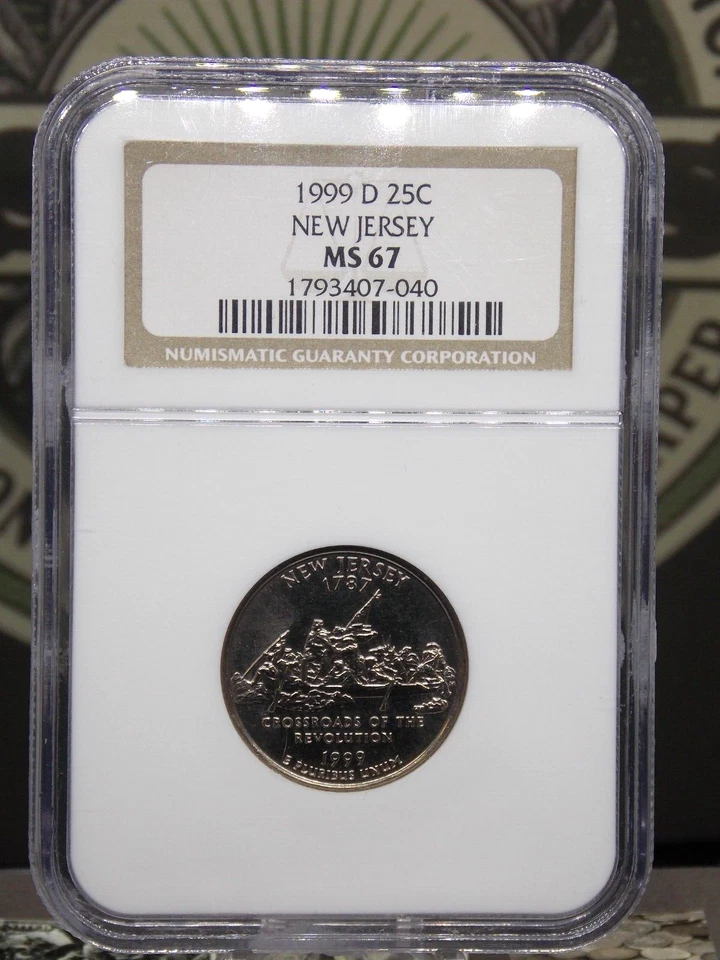 1999 D 25C
NEW JERSEY
MS 67
1793407-040
NUMISMATIC GUARANTY CORPORATION
NEW JERSEY
1787
CROSSROADS OF THE
REVOLUTION
1999
E PLURIBUS UNUM